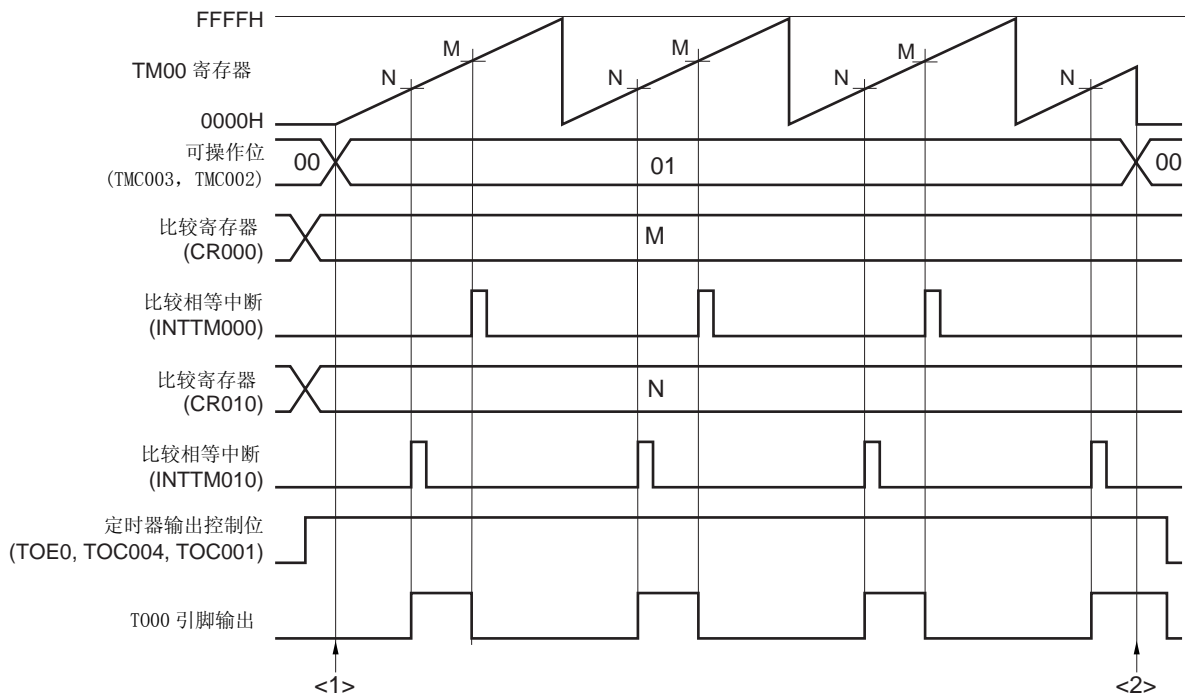 FFFFH
TM00 寄存器
0000H
N M N M N M N
可操作位
(TMC003，TMC002)
00 01 00
比较寄存器
(CR000)
M
比较相等中断
(INTTM000)
比较寄存器
(CR010)
N
比较相等中断
(INTTM010)
定时器输出控制位
(TOE0, TOC004, TOC001)
TO00 引脚输出
<1> <2>